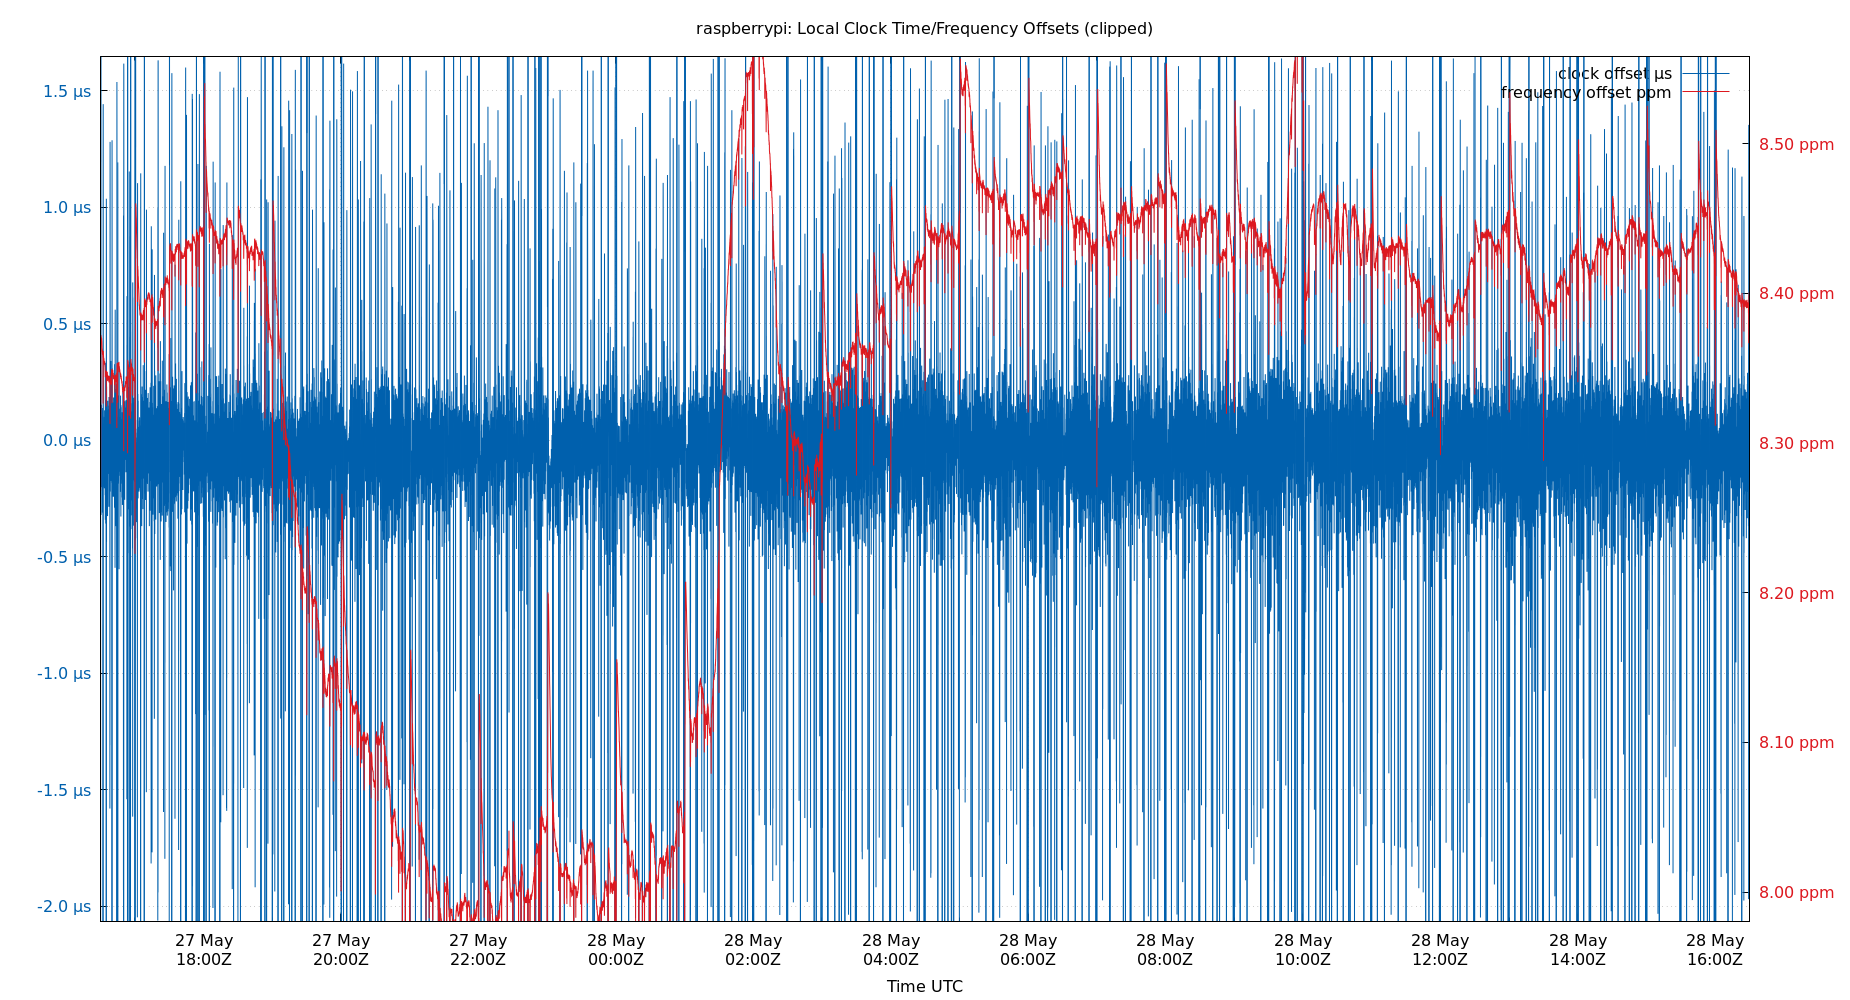 raspberrypi: Local Clock Time/Frequency Offsets (clipped)
clock offset µs
frequency offset ppm
1.5 µs
1.0 µs
0.5 µs
0.0 µs
-0.5 µs
-1.0 µs
-1.5 µs
-2.0 µs
8.50 ppm
8.40 ppm
8.30 ppm
8.20 ppm
8.10 ppm
8.00 ppm
27 May 27 May 27 May 28 May 28 May 28 May 28 May 28 May 28 May 28 May 28 May 28 May
18:00Z 20:00Z 22:00Z 00:00Z 02:00Z 04:00Z 06:00Z 08:00Z 10:00Z 12:00Z 14:00Z 16:00Z
Time UTC